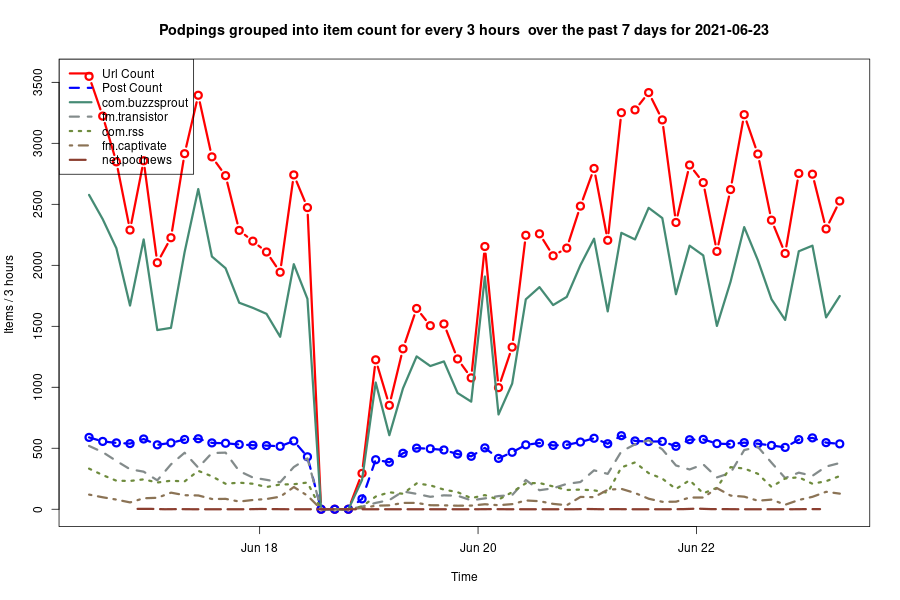 Podpings grouped into item count for every 3 hours  over the past 7 days for 2021-06-23
Url Count
Post Count
com.buzzsprout
fm.transistor
com.rss
fm.captivate
net.podnews
Items / 3 hours
3500
3000
2500
2000
1500
1000
500
0
Jun 18
Jun 20
Jun 22
Time